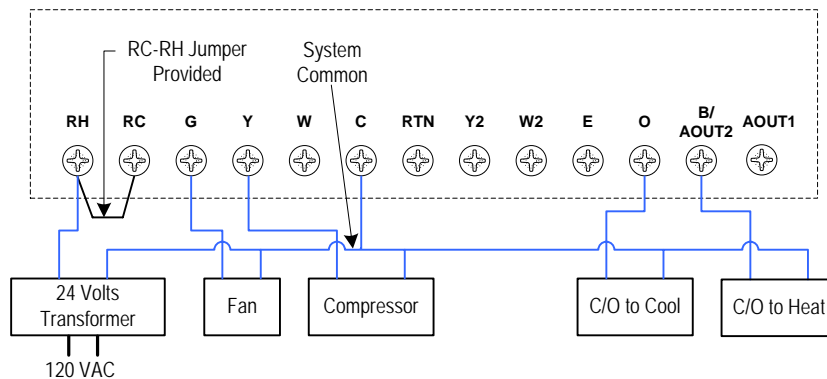 RC-RH Jumper
Provided
System
Common
RH RC G Y W C RTN Y2 W2 E O B/
AOUT2 AOUT1
24 Volts
Transformer
Fan
Compressor
C/O to Cool
C/O to Heat
120 VAC